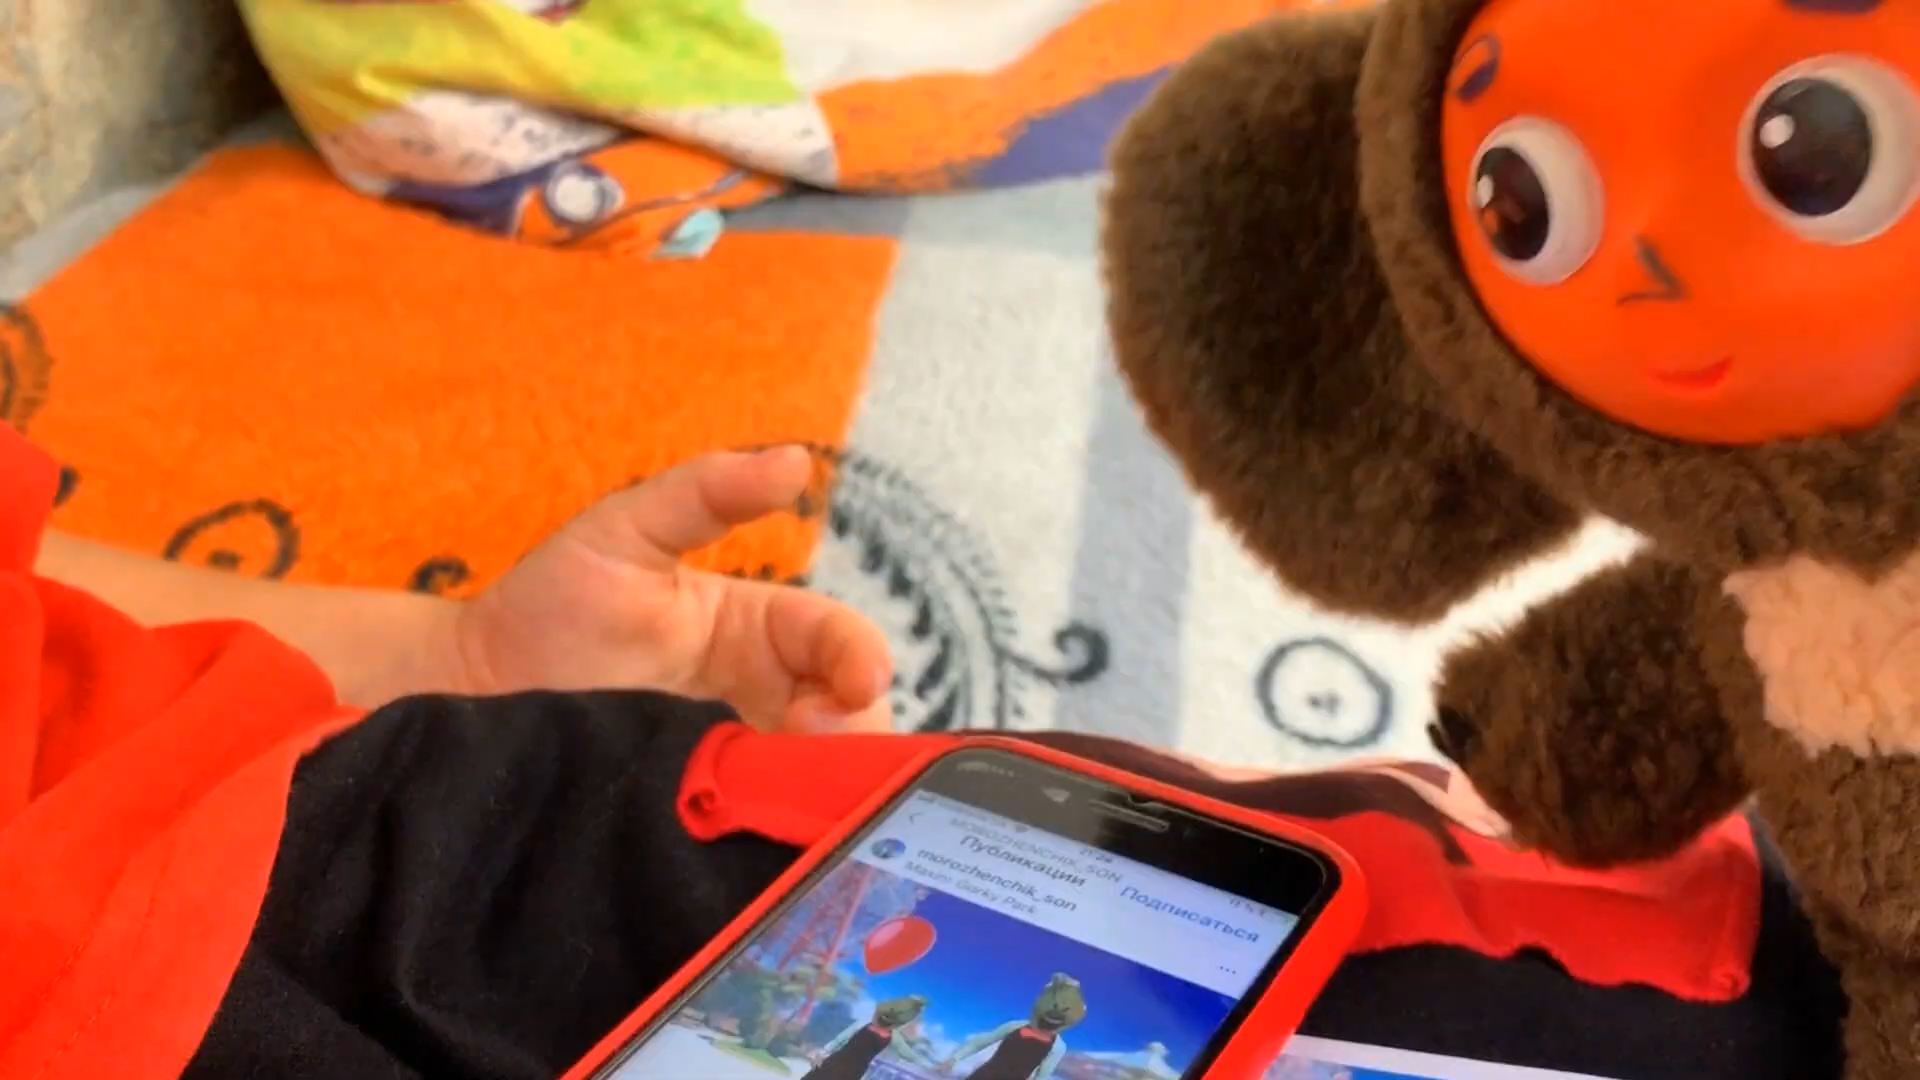 MOROZHENCHIK_SON
Публикации
morozhenchik_son
Подписаться
Maxim Gorky Park
...